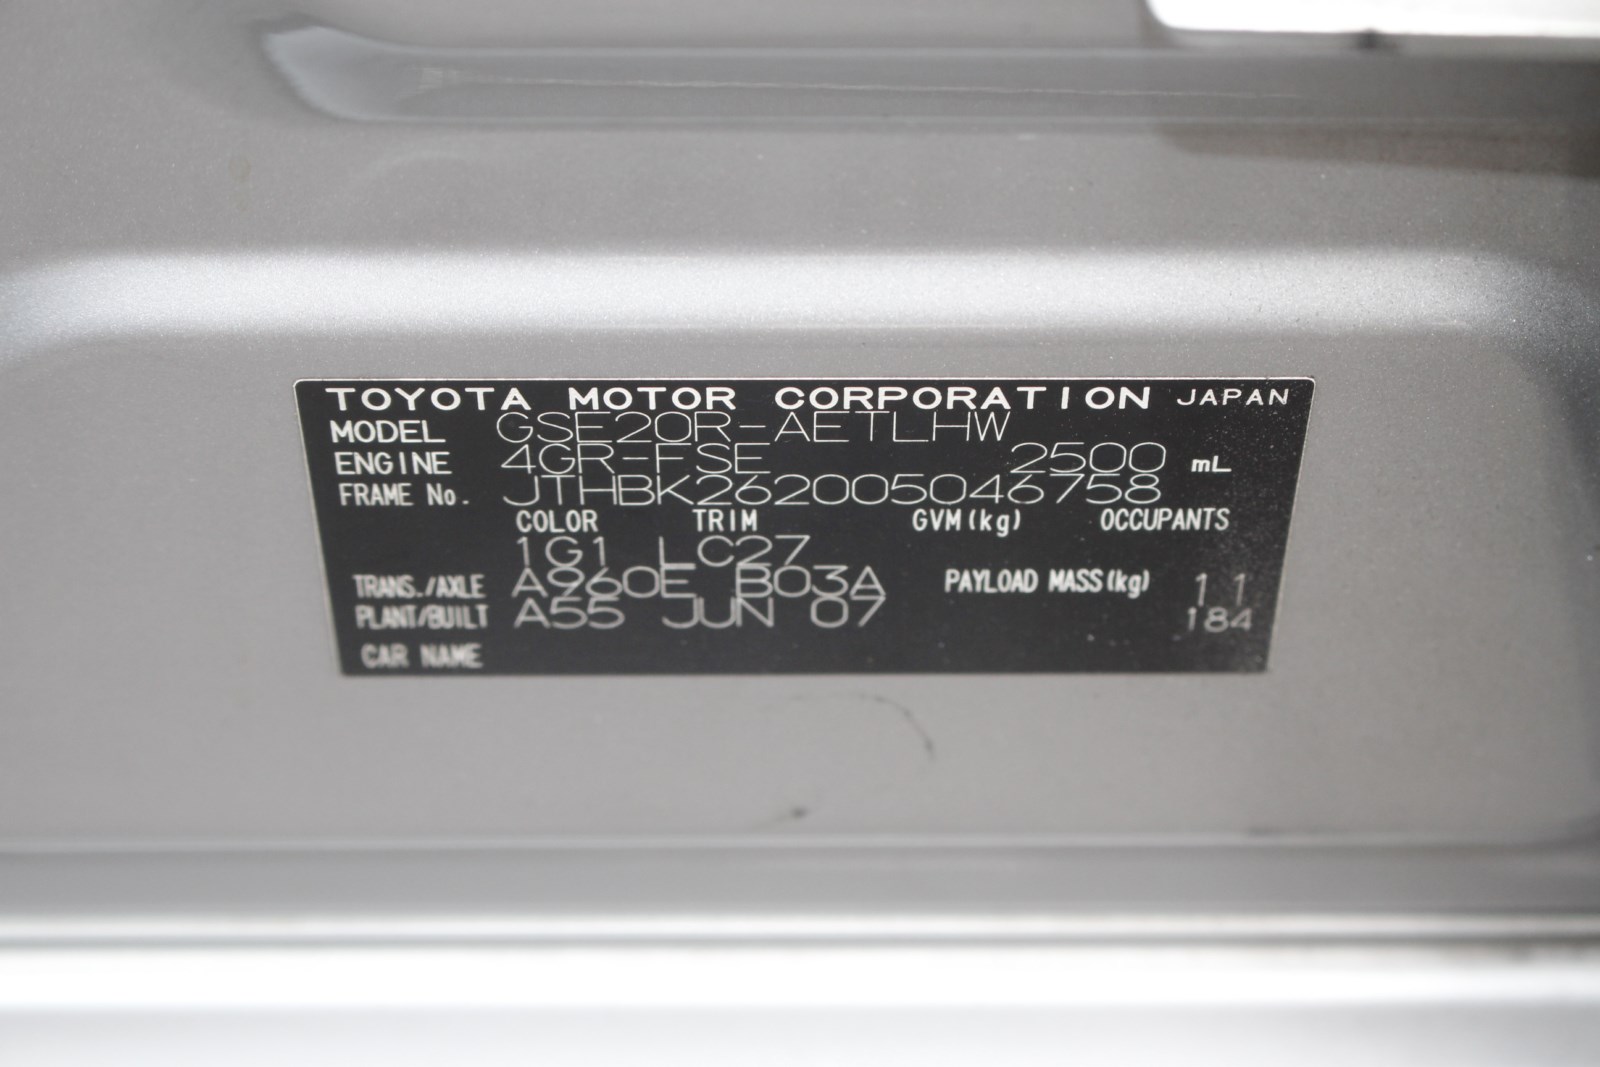 TOYOTA MOTOR CORPORATION JAPAN
MODEL GSE20R-AETLHW
ENGINE 4GR-FSE 2500 mL
FRAME No. JTHBK262005046758
COLOR TRIM GVM(kg) OCCUPANTS
1G1 LC27
TRANS./AXLE A960E B03A PAYLOAD MASS(kg) 11
PLANT/BUILT A55 JUN 07 184
CAR NAME